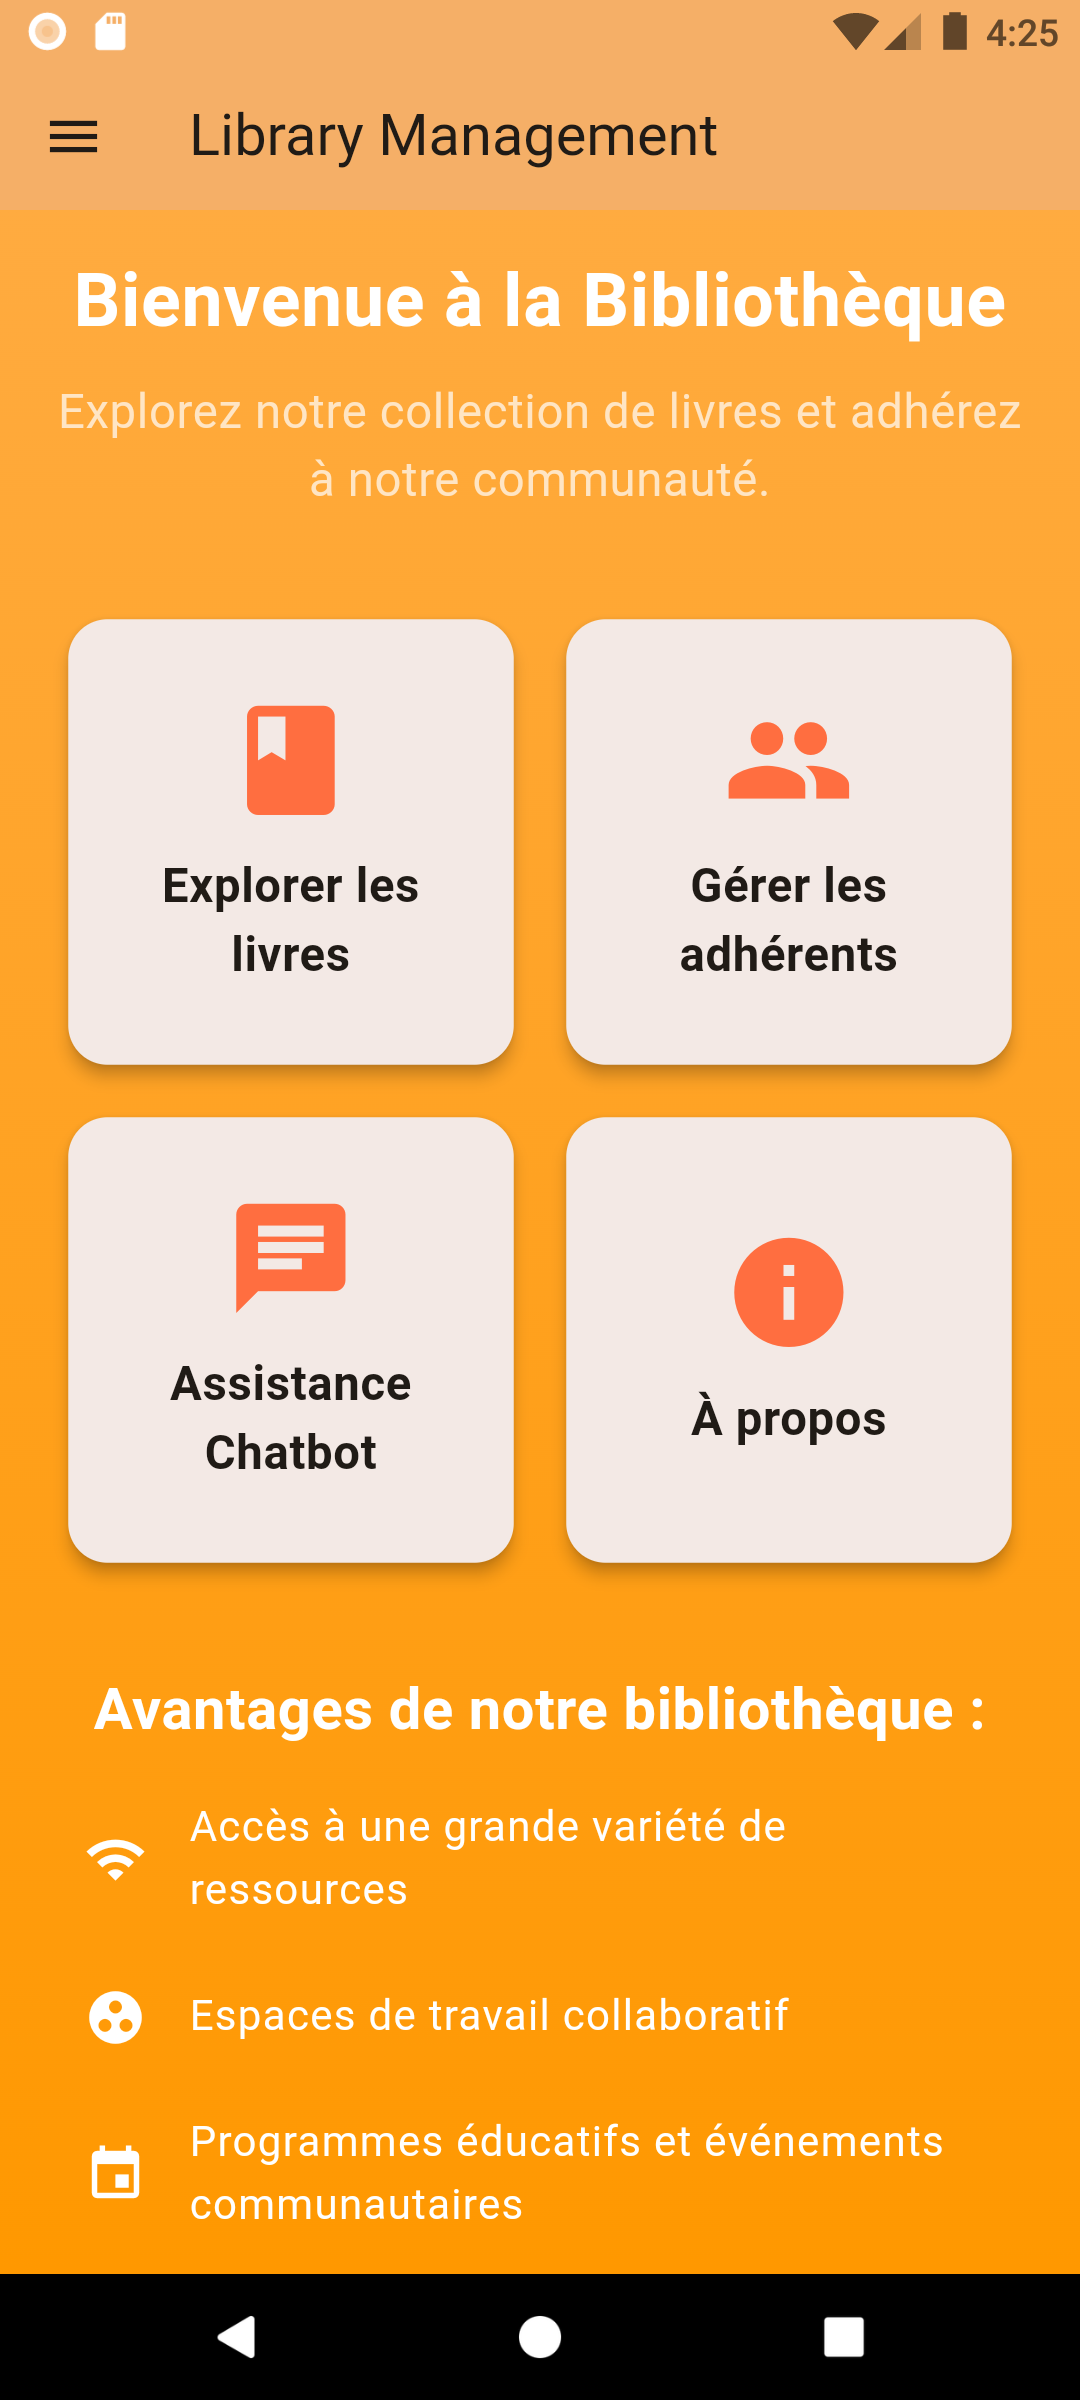 4:25
Library Management
Bienvenue à la Bibliothèque
Explorez notre collection de livres et adhérez
à notre communauté.
Explorer les
livres
Gérer les
adhérents
Assistance
Chatbot
À propos
Avantages de notre bibliothèque :
Accès à une grande variété de
ressources
Espaces de travail collaboratif
Programmes éducatifs et événements
communautaires